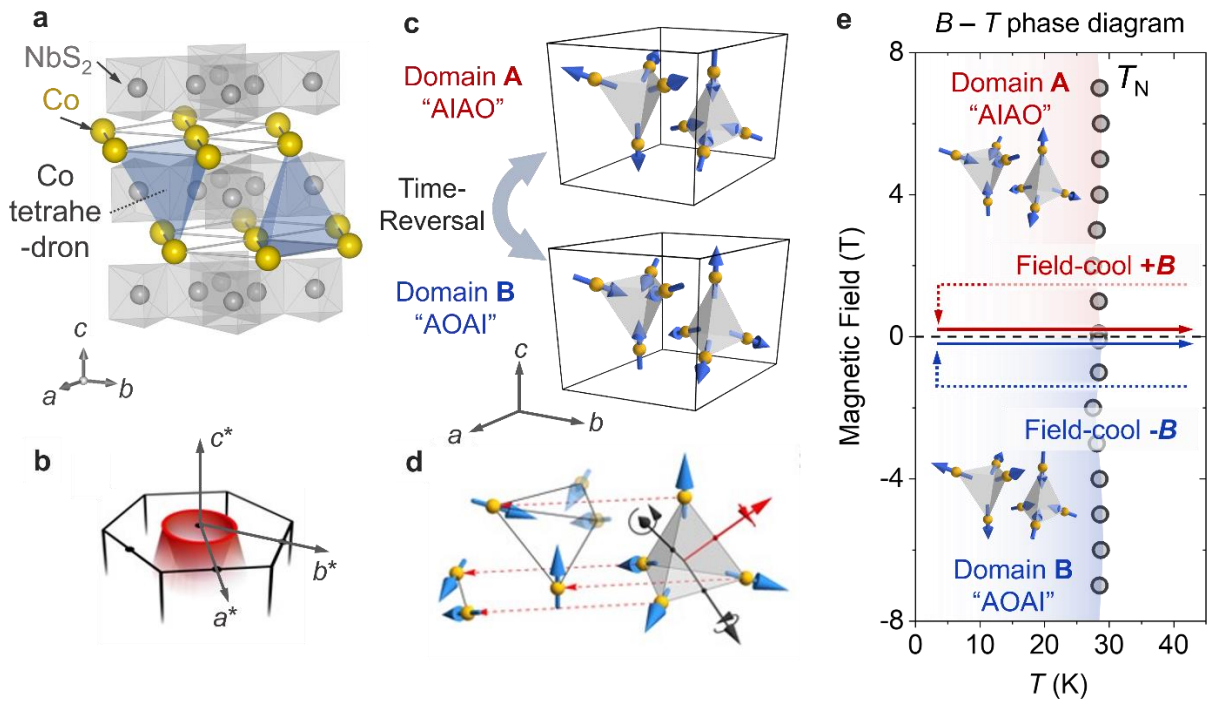 a
NbS2
Co
Co
tetrahe
-dron
c
a
b
b
c*
b*
a*
c
Domain A
“AIAO”
Time-
Reversal
Domain B
“AOAI”
c
a
b
d
e
B – T phase diagram
Magnetic Field (T)
8
4
0
-4
-8
Domain A
“AIAO”
TN
Field-cool +B
Field-cool -B
Domain B
“AOAI”
0 10 20 30 40
T (K)